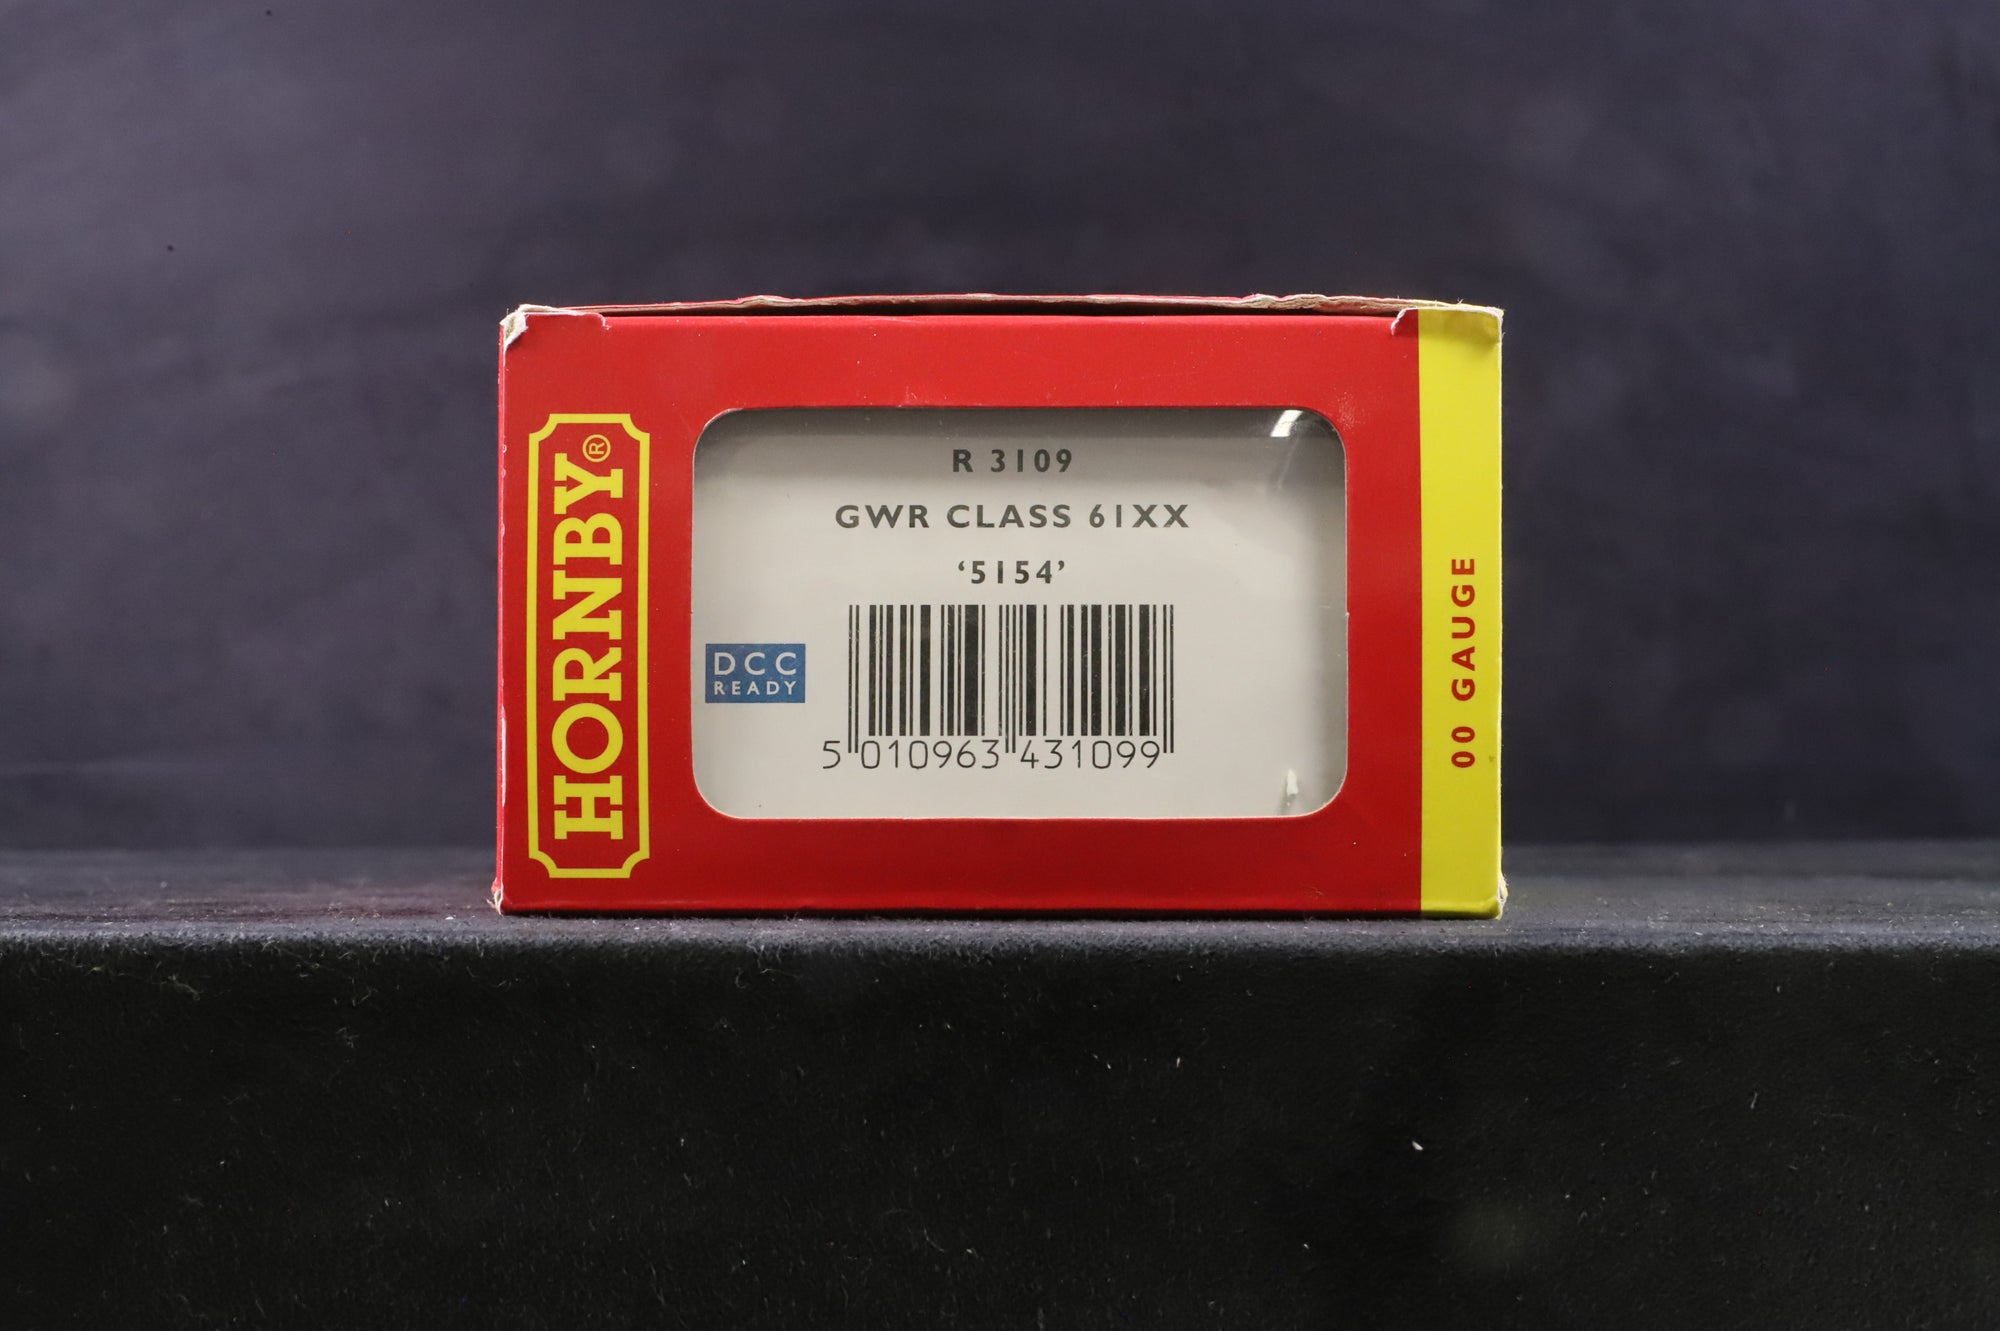 HORNBY®
R 3109
GWR CLASS 61XX
‘5154’
DCC
READY
5 010963 431099
00 GAUGE